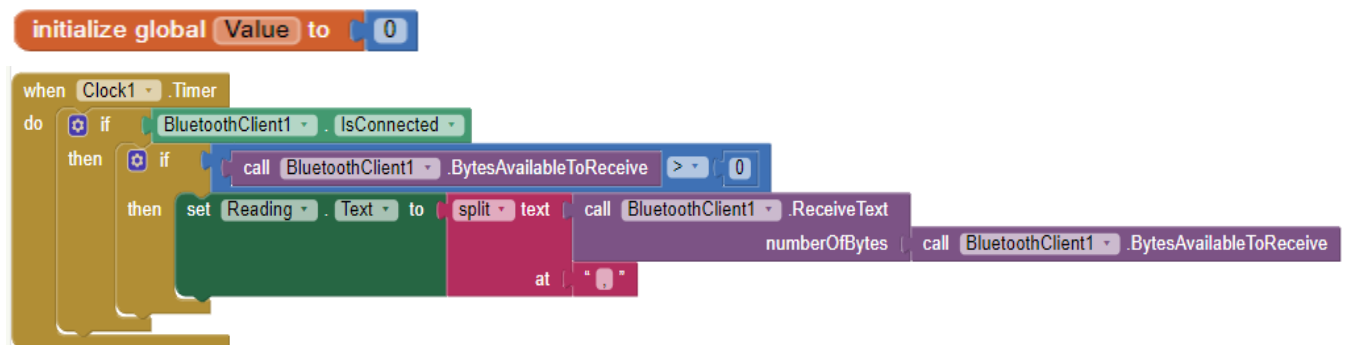 initialize global Value to 0
when Clock1 .Timer
do if BluetoothClient1 . IsConnected
then if call BluetoothClient1 .BytesAvailableToReceive > 0
then set Reading . Text to split text call BluetoothClient1 .ReceiveText
numberOfBytes call BluetoothClient1 .BytesAvailableToReceive
at " , "